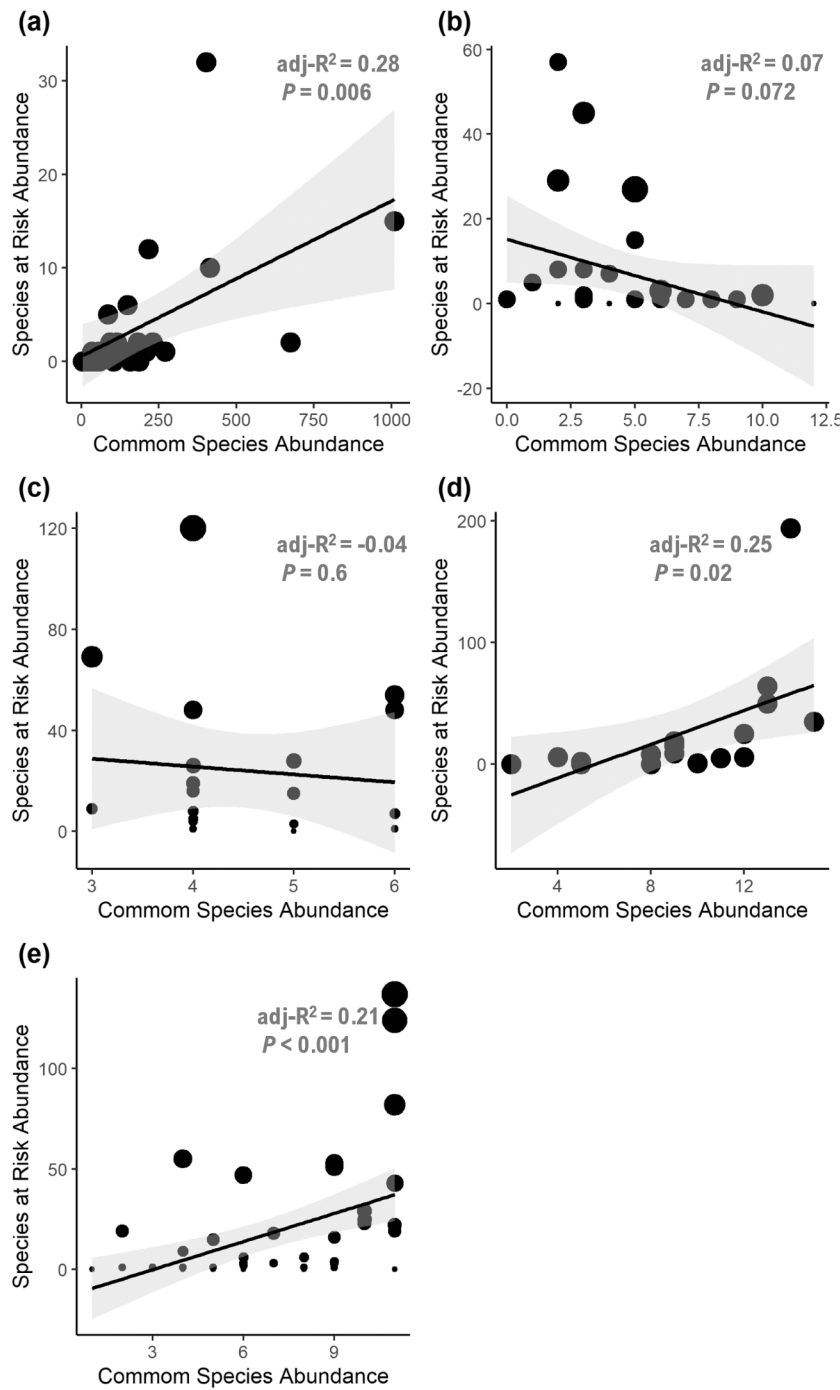 (a)
adj-R² = 0.28
P = 0.006
Species at Risk Abundance
30
20
10
0
0
250
500
750
1000
Commom Species Abundance
(b)
adj-R² = 0.07
P = 0.072
Species at Risk Abundance
60
40
20
0
-20
0.0
2.5
5.0
7.5
10.0
12.5
Commom Species Abundance
(c)
adj-R² = -0.04
P = 0.6
Species at Risk Abundance
120
80
40
0
3
4
5
6
Commom Species Abundance
(d)
adj-R² = 0.25
P = 0.02
Species at Risk Abundance
200
100
0
4
8
12
Commom Species Abundance
(e)
adj-R² = 0.21
P < 0.001
Species at Risk Abundance
100
50
0
3
6
9
Commom Species Abundance